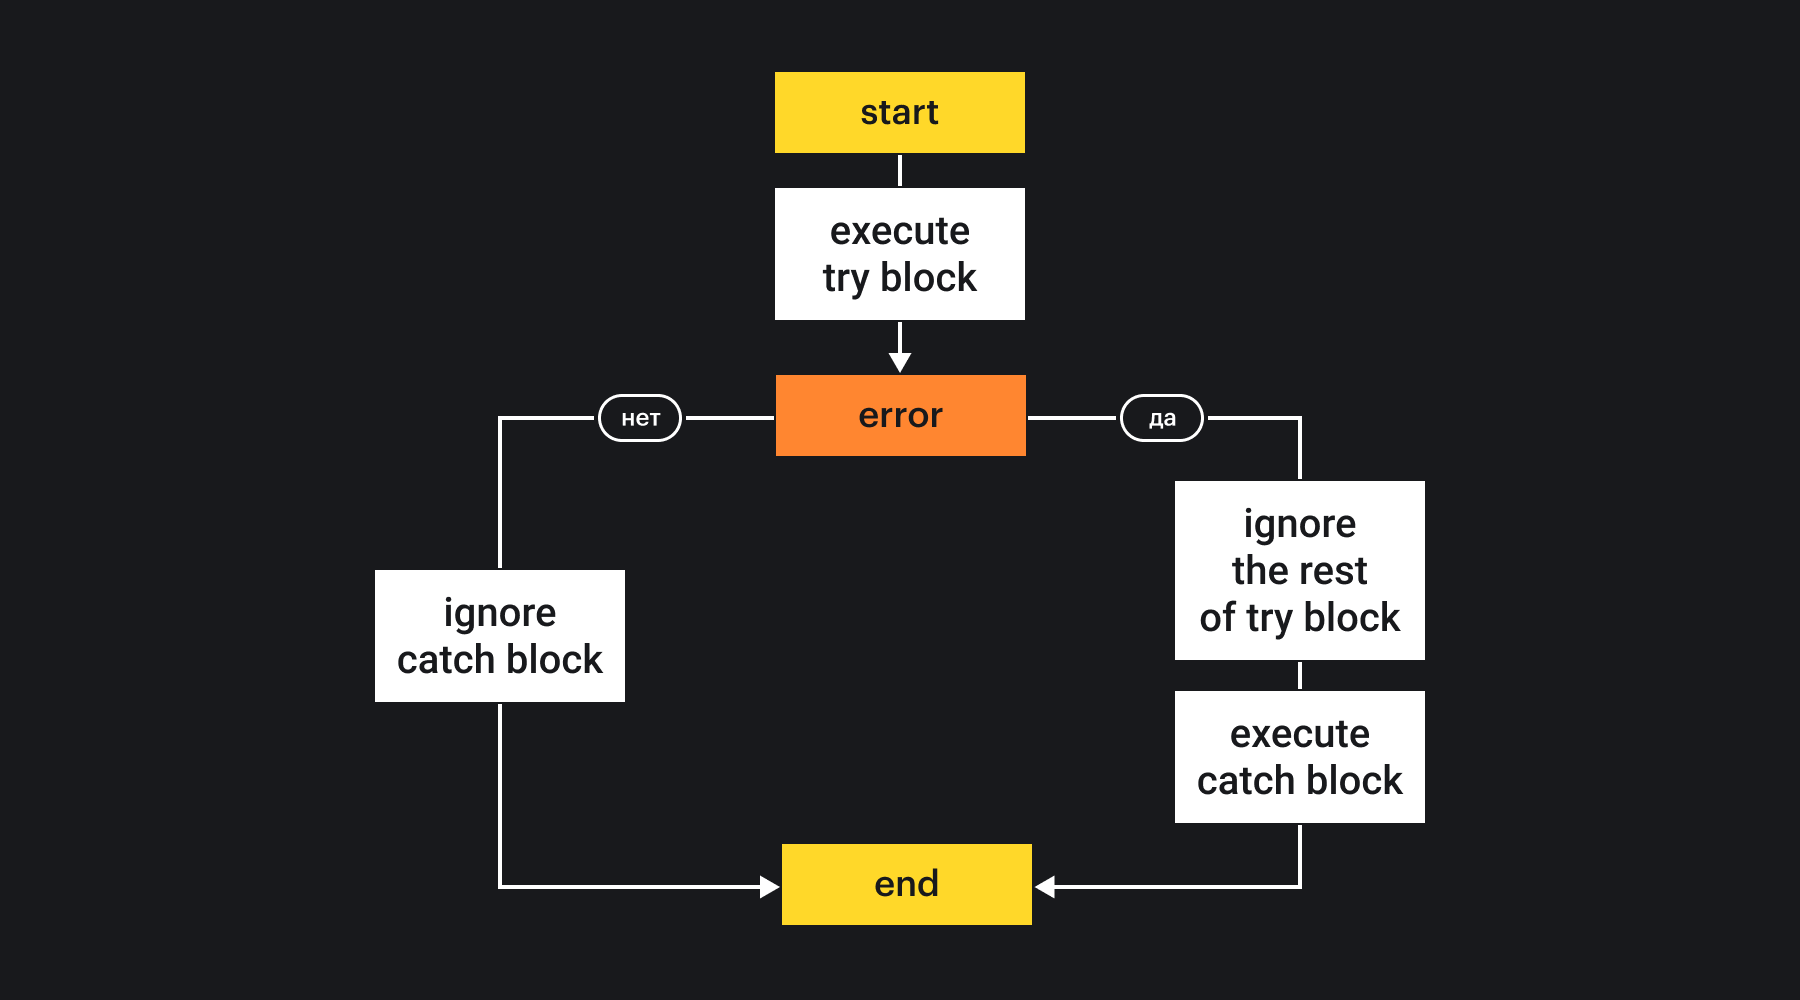 start
execute
try block
error
нет
да
ignore
the rest
of try block
ignore
catch block
execute
catch block
end